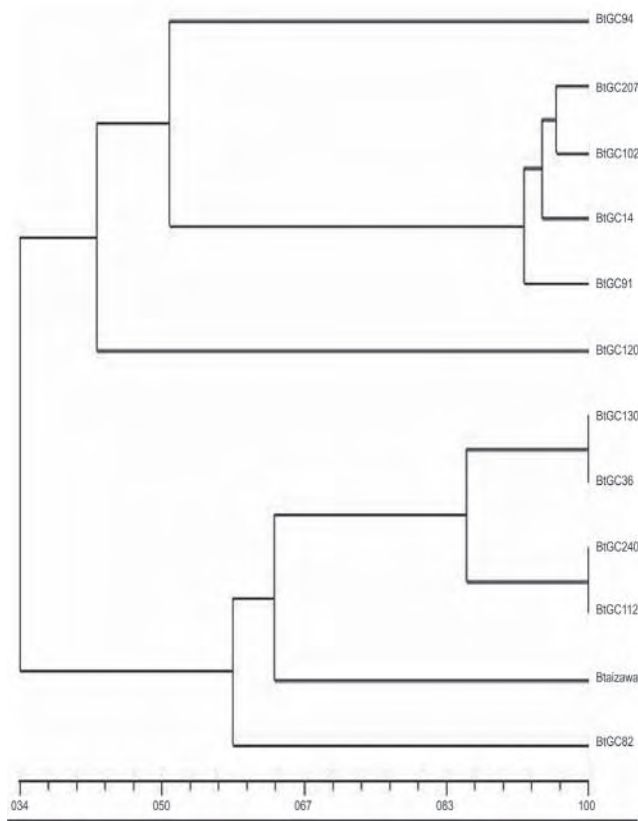 BtGC94
BtGC207
BtGC102
BtGC14
BtGC91
BtGC120
BtGC130
BtGC36
BtGC240
BtGC112
Btaizawa
BtGC82
034 050 067 083 100